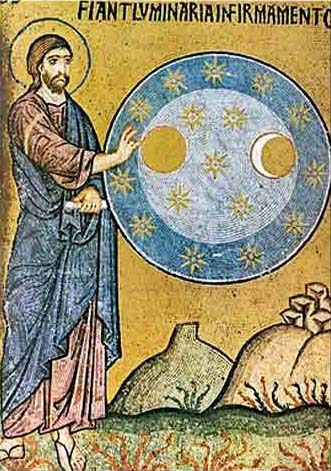 FIANT LUMINARIA IN FIRMAMENTO